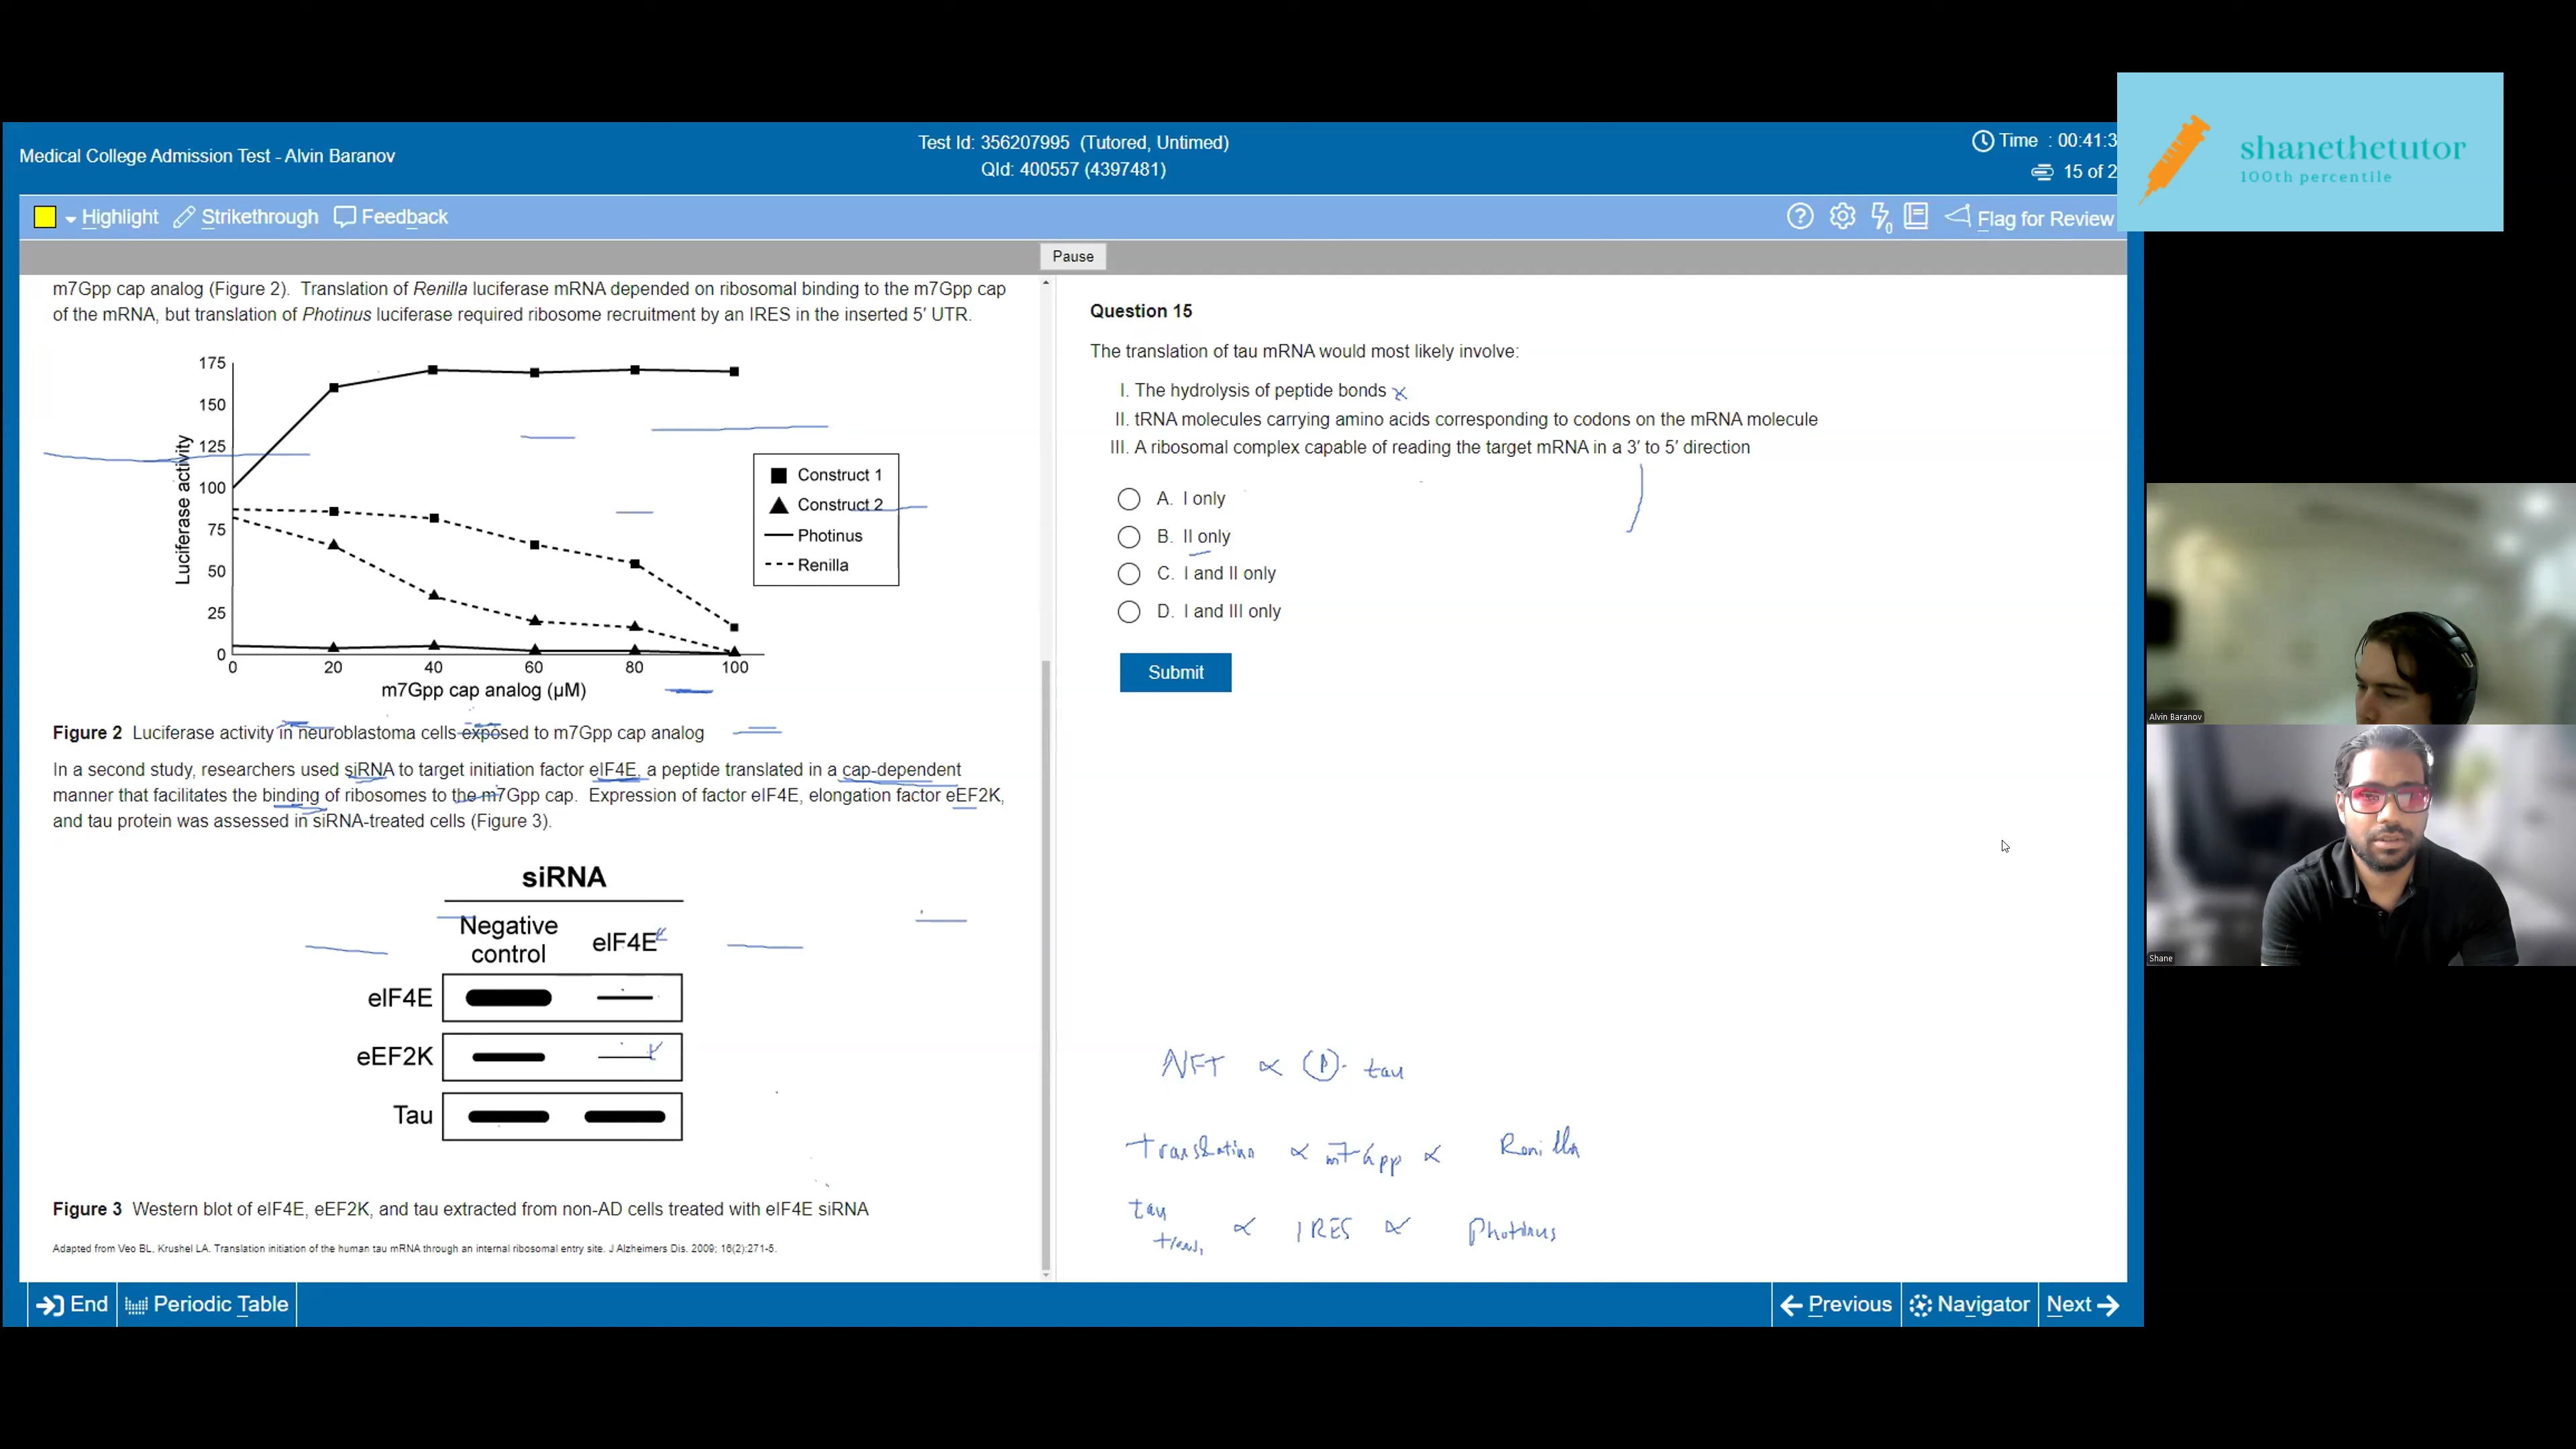 shanethetutor
100th percentile
Medical College Admission Test - Alvin Baranov
Test Id: 356207995 (Tutored, Untimed)
QId: 400557 (4397481)
Time : 00:41:3
15 of 2
Highlight
Strikethrough
Feedback
Flag for Review
Pause
m7Gpp cap analog (Figure 2). Translation of Renilla luciferase mRNA depended on ribosomal binding to the m7Gpp cap
of the mRNA, but translation of Photinus luciferase required ribosome recruitment by an IRES in the inserted 5′ UTR.
175
150
125
100
75
50
25
0
Luciferase activity
0 20 40 60 80 100
m7Gpp cap analog (μM)
Construct 1
Construct 2
Photinus
Renilla
Figure 2 Luciferase activity in neuroblastoma cells exposed to m7Gpp cap analog
In a second study, researchers used siRNA to target initiation factor eIF4E, a peptide translated in a cap-dependent
manner that facilitates the binding of ribosomes to the m7Gpp cap. Expression of factor eIF4E, elongation factor eEF2K,
and tau protein was assessed in siRNA-treated cells (Figure 3).
siRNA
Negative
control
eIF4E
eIF4E
eEF2K
Tau
Figure 3 Western blot of eIF4E, eEF2K, and tau extracted from non-AD cells treated with eIF4E siRNA
Adapted from Veo BL, Krushel LA. Translation initiation of the human tau mRNA through an internal ribosomal entry site. J Alzheimers Dis. 2009; 16(2):271-5.
Question 15
The translation of tau mRNA would most likely involve:
I. The hydrolysis of peptide bonds x
II. tRNA molecules carrying amino acids corresponding to codons on the mRNA molecule
III. A ribosomal complex capable of reading the target mRNA in a 3′ to 5′ direction
A. I only
B. II only
C. I and II only
D. I and III only
Submit
NFT ∝ P - tau
Translation ∝ m7Gpp ∝ Renilla
tau
trans, ∝ IRES ∝ Photinus
End
Periodic Table
Previous
Navigator
Next
Alvin Baranov
Shane